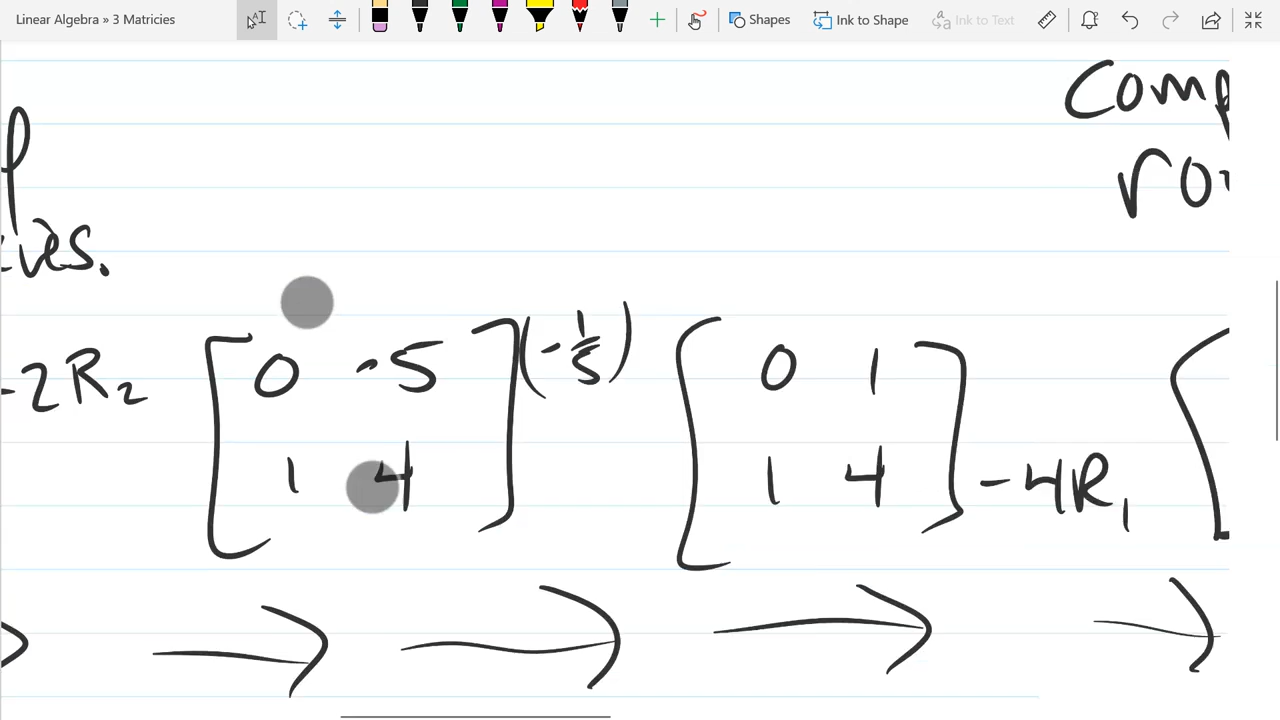 Linear Algebra » 3 Matricies
Shapes
Ink to Shape
Ink to Text
-2R₂
[0 -5
1 4]
(-1/5)
[0 1
1 4]
-4R₁